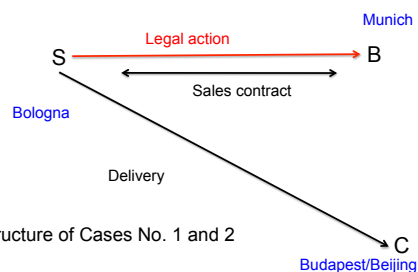 Munich
Legal action
S
B
Sales contract
Bologna
Delivery
ructure of Cases No. 1 and 2
C
Budapest/Beijing